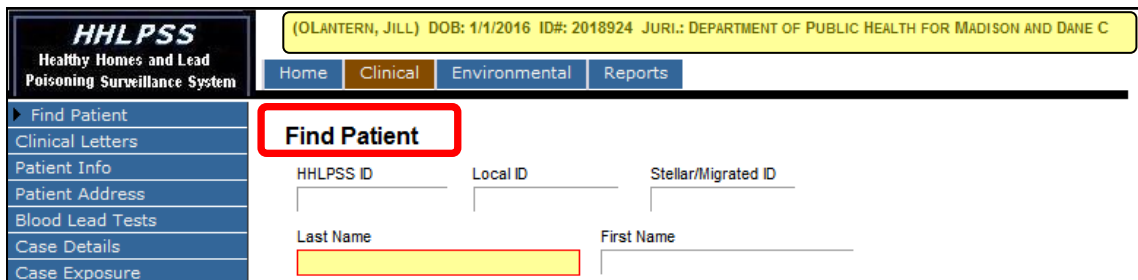 HHLPSS
Healthy Homes and Lead
Poisoning Surveillance System
(OLANTERN, JILL) DOB: 1/1/2016 ID#: 2018924 JURI.: DEPARTMENT OF PUBLIC HEALTH FOR MADISON AND DANE C
Home Clinical Environmental Reports
Find Patient
Clinical Letters
Patient Info
Patient Address
Blood Lead Tests
Case Details
Case Exposure
Find Patient
HHLPSS ID Local ID Stellar/Migrated ID
Last Name First Name